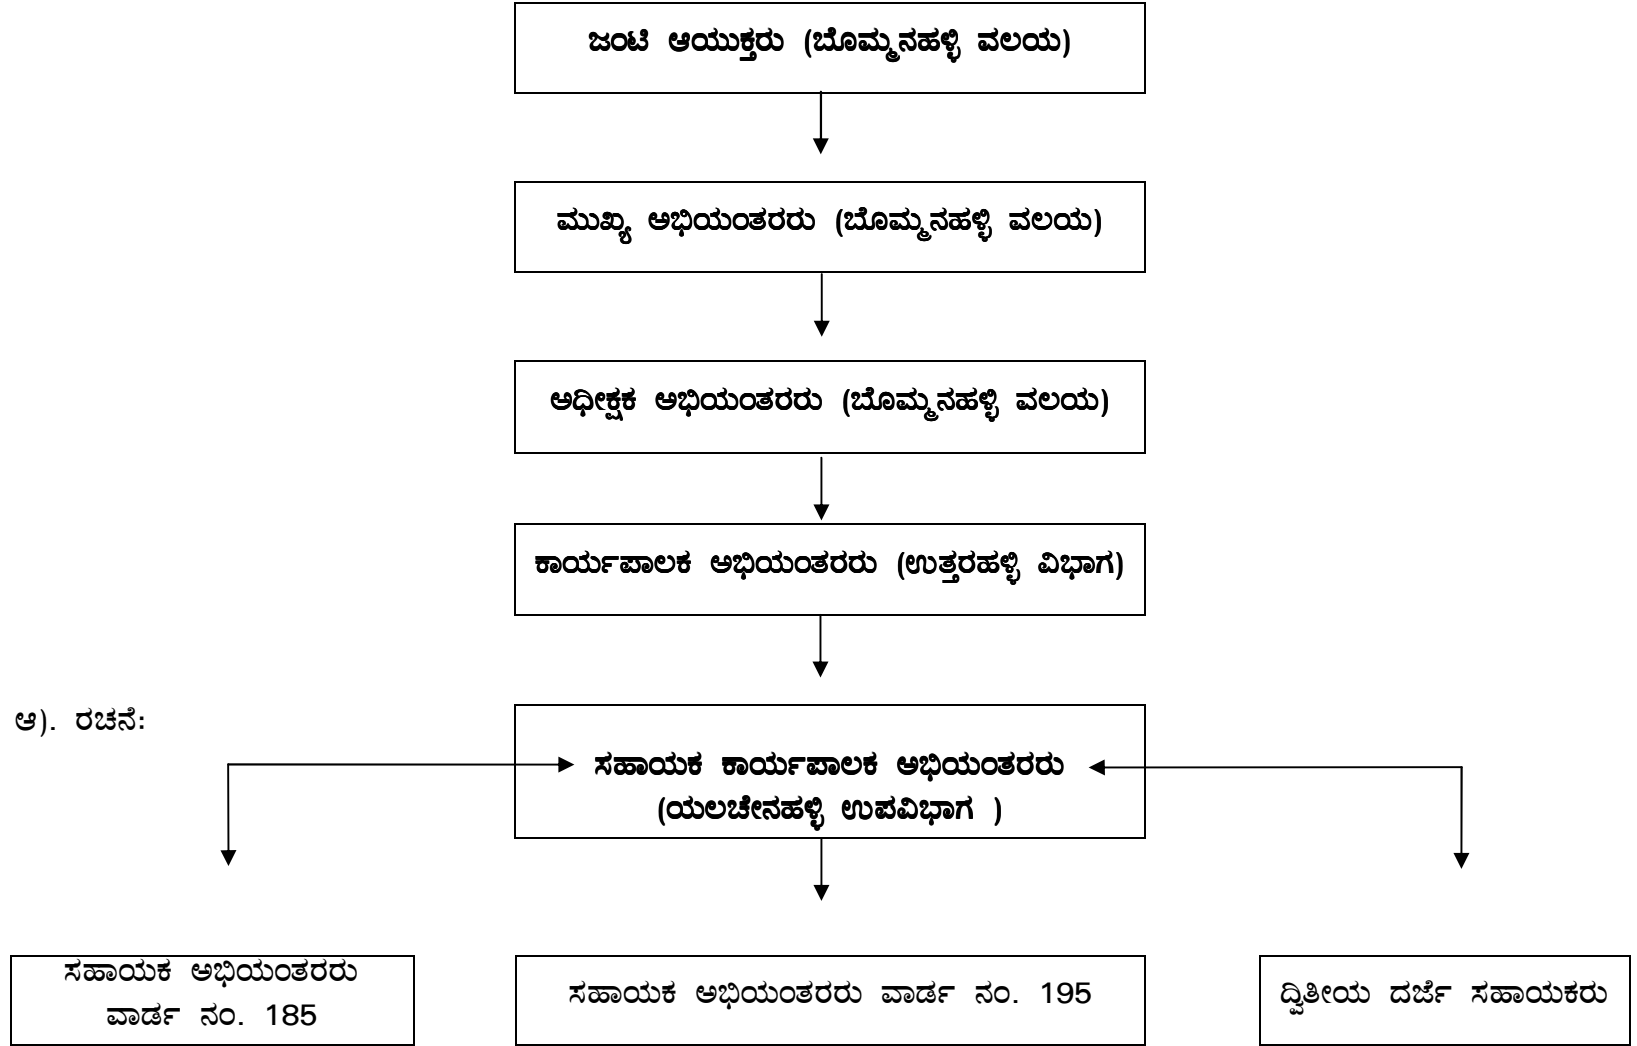 ಜಂಟಿ ಆಯುಕ್ತರು (ಬೊಮ್ಮನಹಳ್ಳಿ ವಲಯ)
ಮುಖ್ಯ ಅಭಿಯಂತರರು (ಬೊಮ್ಮನಹಳ್ಳಿ ವಲಯ)
ಅಧೀಕ್ಷಕ ಅಭಿಯಂತರರು (ಬೊಮ್ಮನಹಳ್ಳಿ ವಲಯ)
ಕಾರ್ಯಪಾಲಕ ಅಭಿಯಂತರರು (ಉತ್ತರಹಳ್ಳಿ ವಿಭಾಗ)
ಆ). ರಚನೆ:
ಸಹಾಯಕ ಕಾರ್ಯಪಾಲಕ ಅಭಿಯಂತರರು
(ಯಲಚೇನಹಳ್ಳಿ ಉಪವಿಭಾಗ )
ಸಹಾಯಕ ಅಭಿಯಂತರರು
ವಾರ್ಡ ನಂ. 185
ಸಹಾಯಕ ಅಭಿಯಂತರರು ವಾರ್ಡ ನಂ. 195
ದ್ವಿತೀಯ ದರ್ಜೆ ಸಹಾಯಕರು